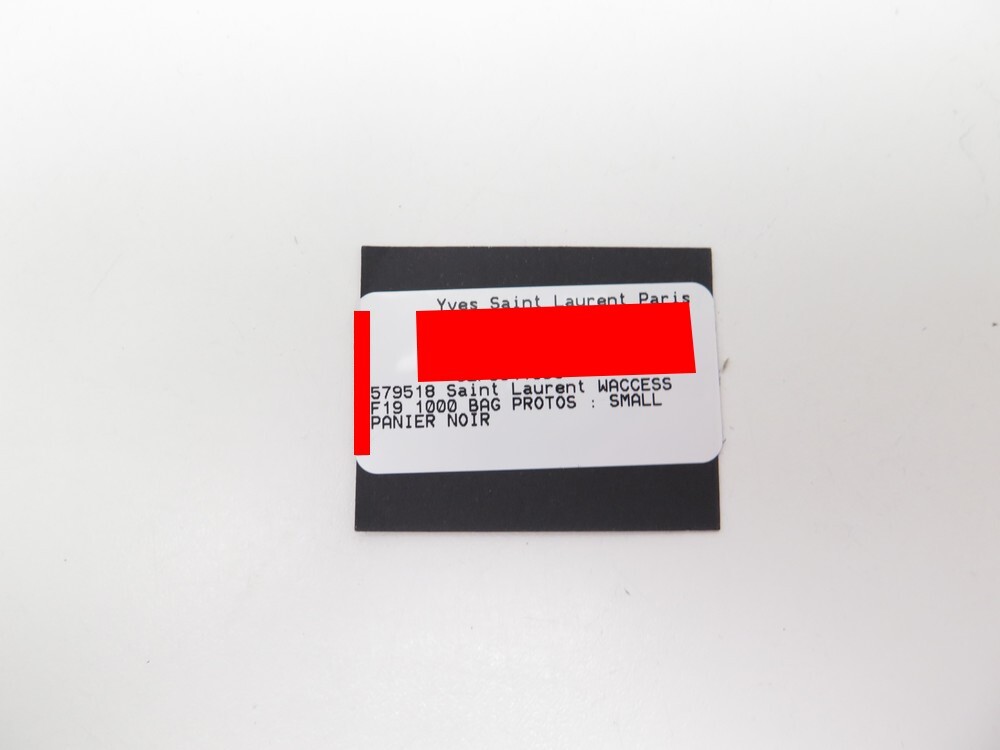 Yves Saint Laurent Paris
579518 Saint Laurent WACCESS
F19 1000 BAG PROTOS : SMALL
PANIER NOIR